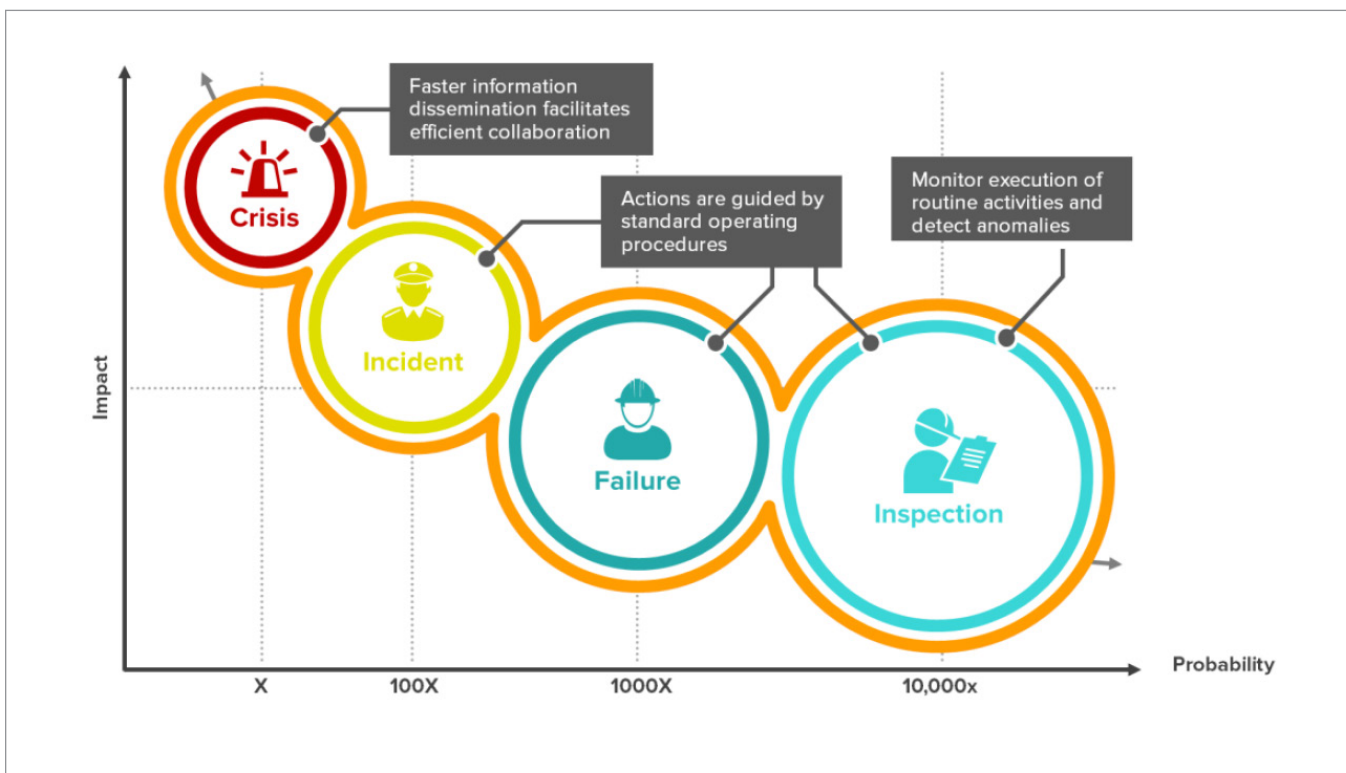 Faster information
dissemination facilitates
efficient collaboration
Crisis
Actions are guided by
standard operating
procedures
Monitor execution of
routine activities and
detect anomalies
Incident
Failure
Inspection
Impact
Probability
X
100X
1000X
10,000x